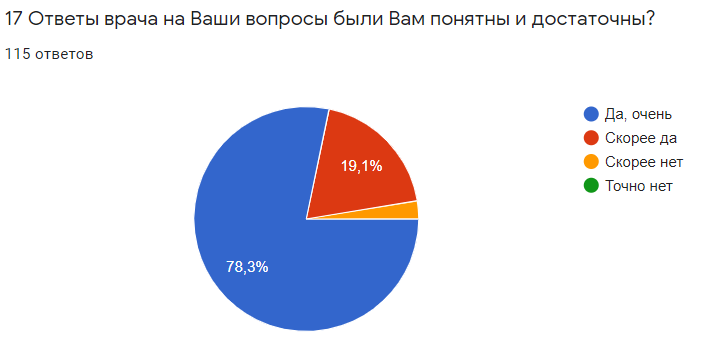 17 Ответы врача на Ваши вопросы были Вам понятны и достаточны?
115 ответов
Да, очень
Скорее да
Скорее нет
Точно нет
19,1%
78,3%